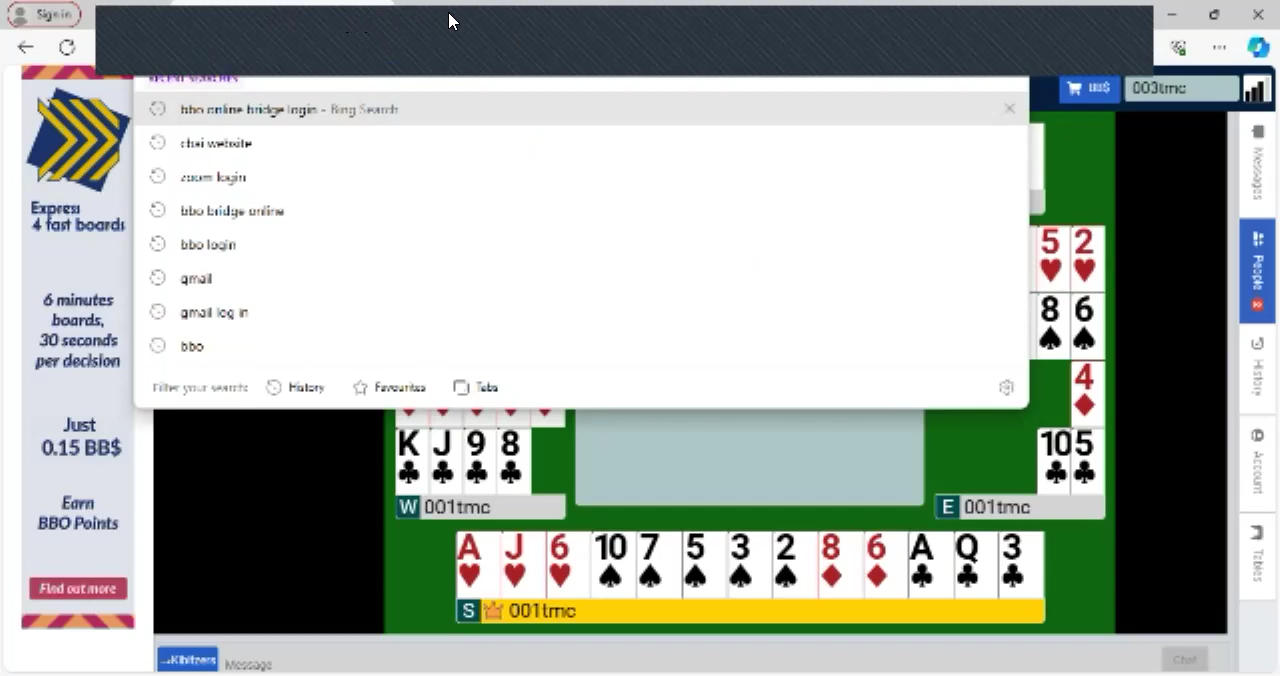 Sign in
RECENT SEARCHES
bbo online bridge login - Bing Search
chai website
zoom login
bbo bridge online
bbo login
gmail
gmail log in
bbo
Filter your search: History Favourites Tabs
BB$ 003tmc
Express
4 fast boards
6 minutes
boards,
30 seconds
per decision
Just
0.15 BB$
Earn
BBO Points
Find out more
5 2
8 6
4
K J 9 8
10 5
W 001tmc
E 001tmc
A J 6 10 7 5 3 2 8 6 A Q 3
S 001tmc
→Kibitzers Message Chat
Messages
People
History
Account
Tables